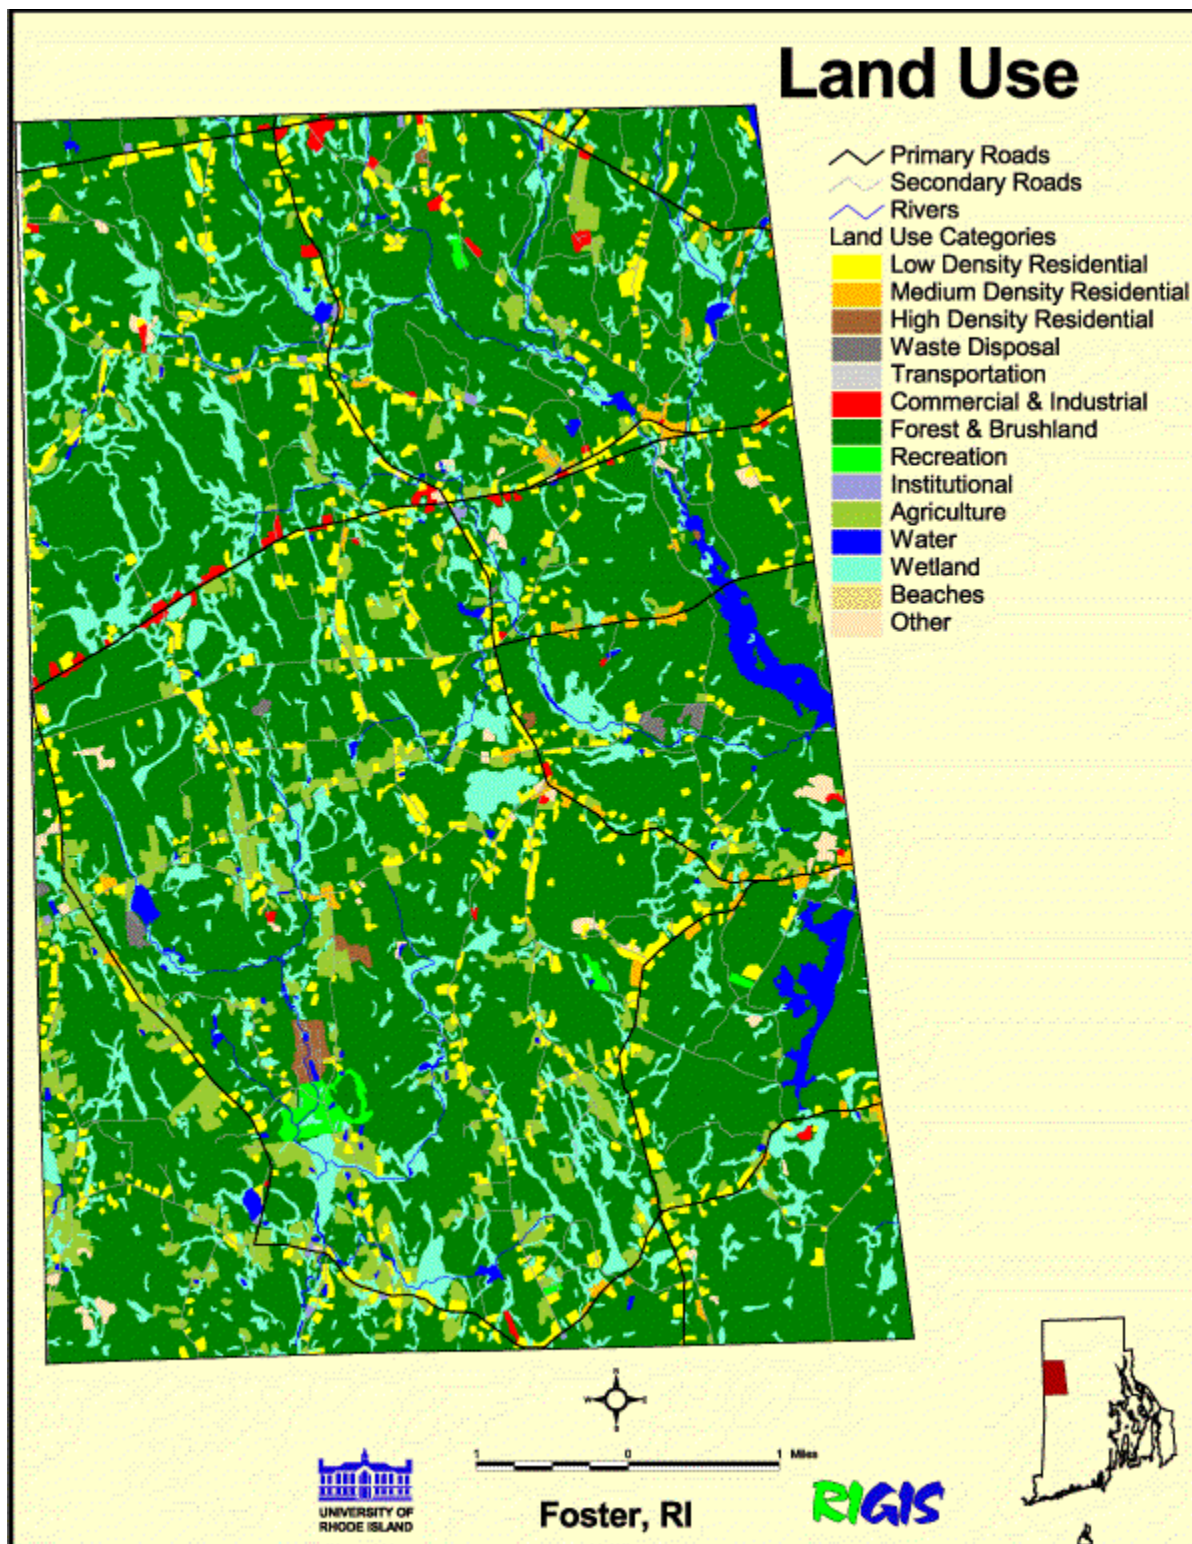 Land Use
Primary Roads
Secondary Roads
Rivers
Land Use Categories
Low Density Residential
Medium Density Residential
High Density Residential
Waste Disposal
Transportation
Commercial & Industrial
Forest & Brushland
Recreation
Institutional
Agriculture
Water
Wetland
Beaches
Other
N
W E
S
1 0 1 Miles
UNIVERSITY OF
RHODE ISLAND
Foster, RI
RIGIS